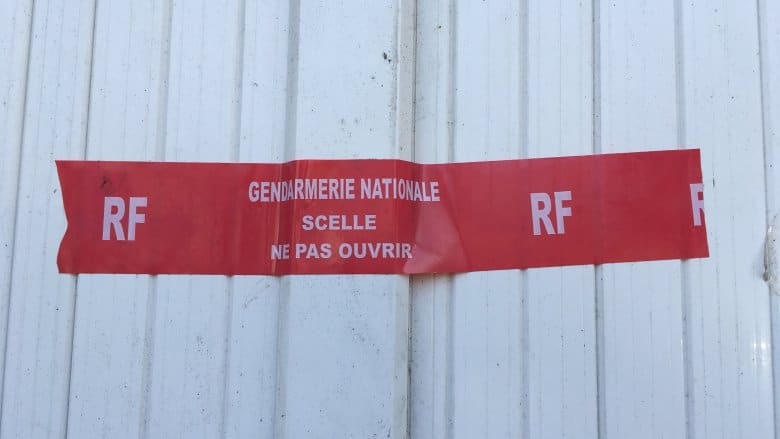 RF
GENDARMERIE NATIONALE
SCELLE
NE PAS OUVRIR
RF